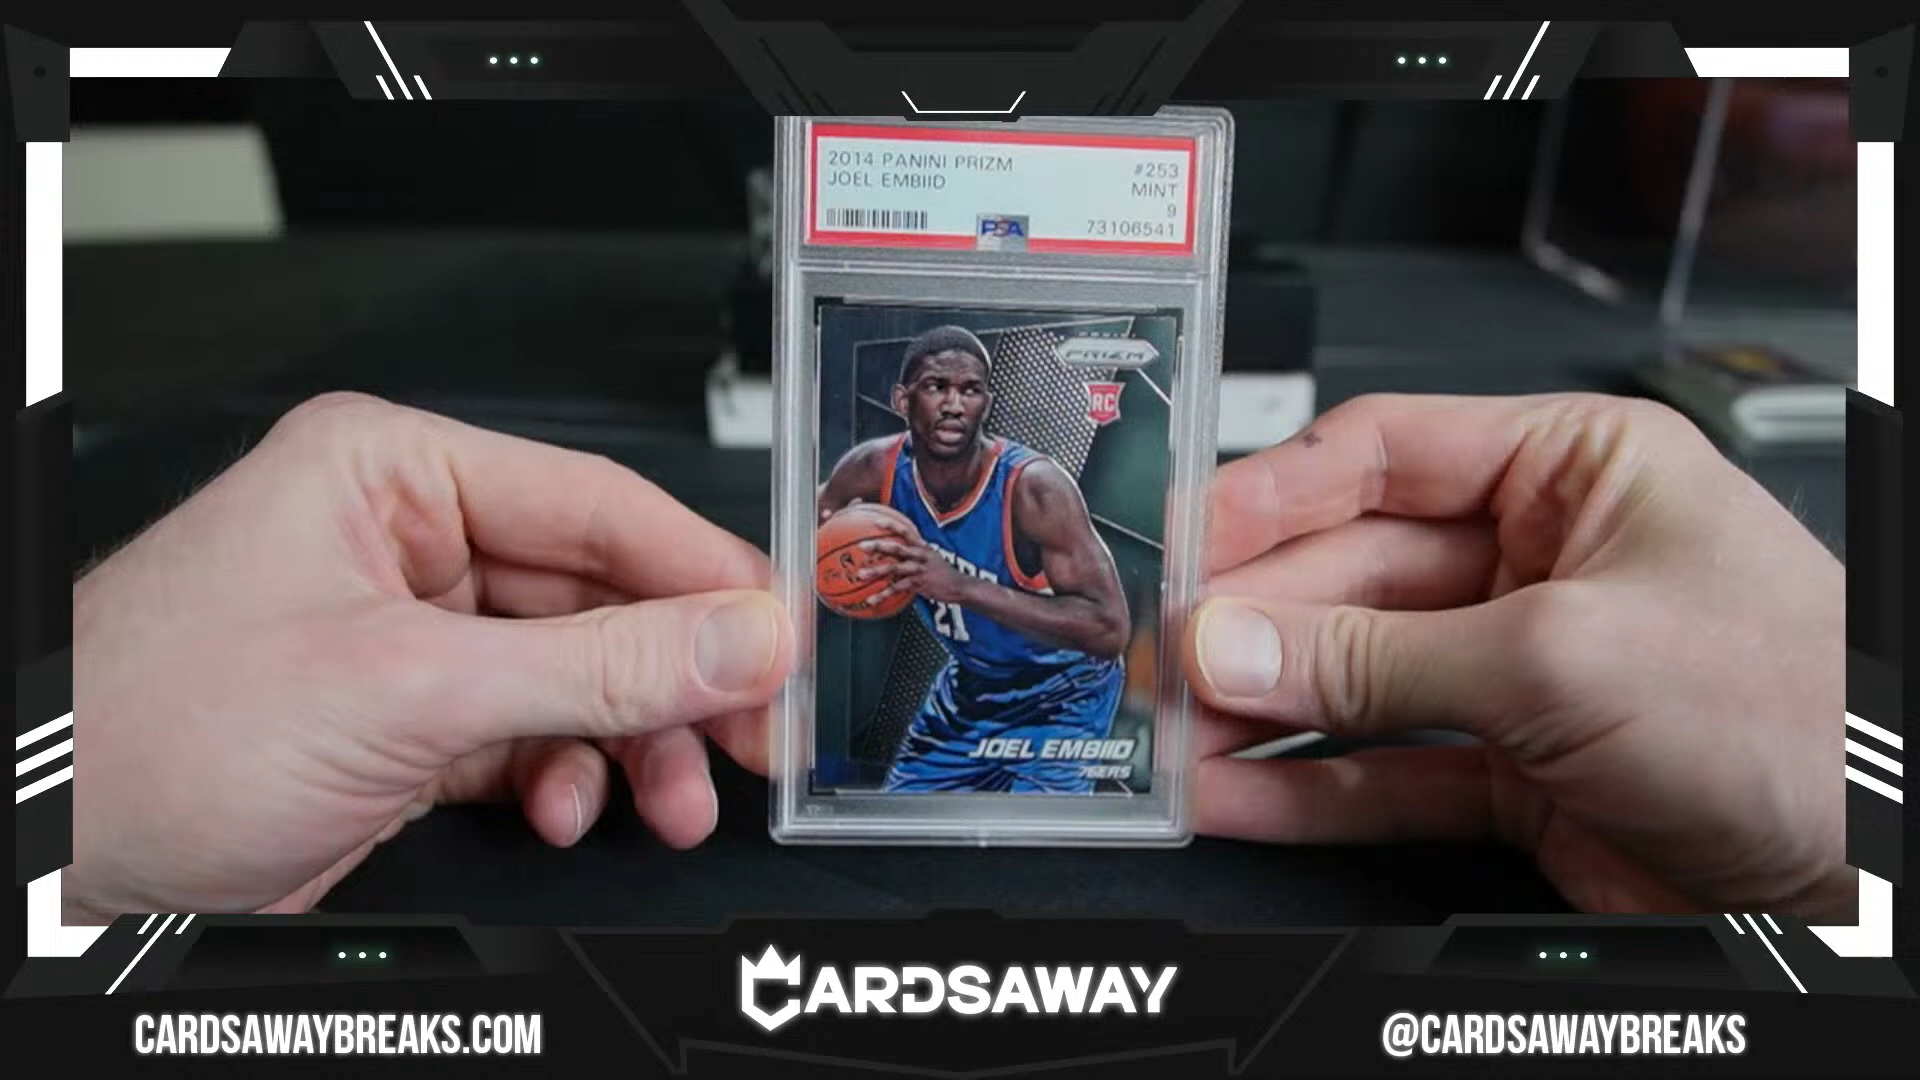 2014 PANINI PRIZM
JOEL EMBIID
#253
MINT
9
73106541
PSA
PRIZM
RC
21
JOEL EMBIID
76ERS
CARDSAWAY
CARDSAWAYBREAKS.COM
@CARDSAWAYBREAKS